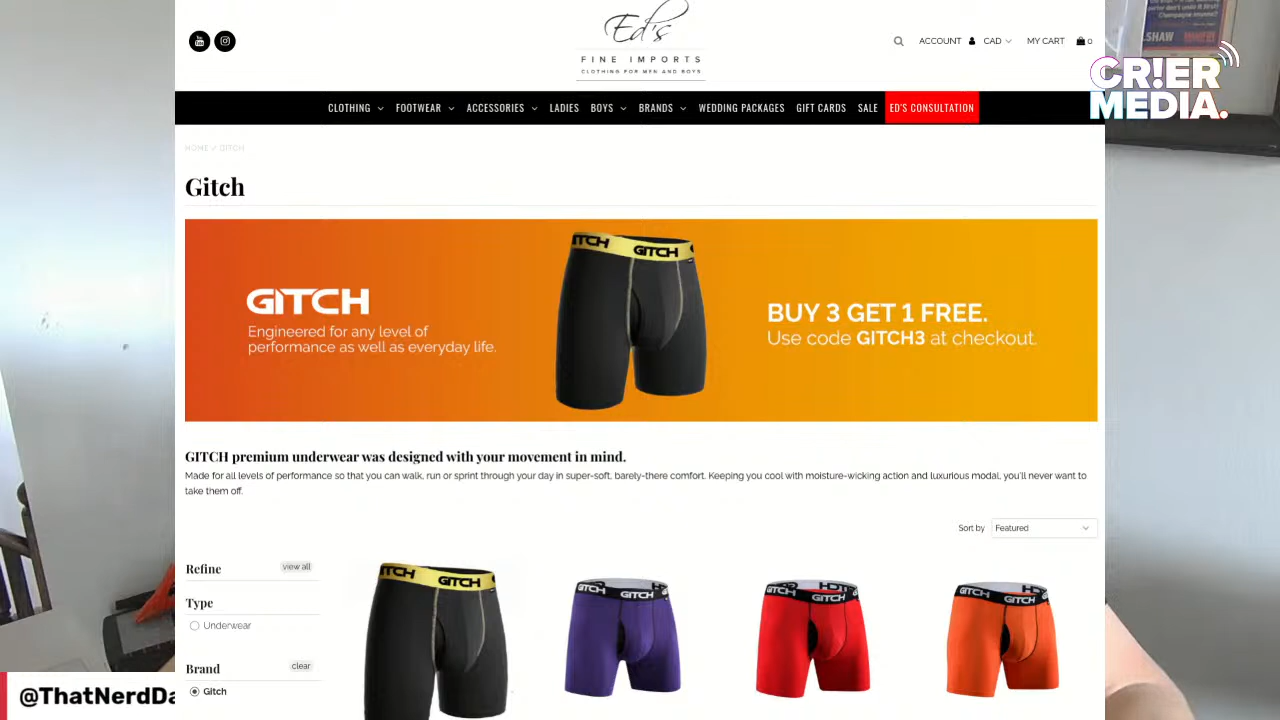 Ed's
FINE IMPORTS
CLOTHING FOR MEN AND BOYS
ACCOUNT CAD MY CART 0
CR!ER
MEDIA.
SHAW
CLOTHING FOOTWEAR ACCESSORIES LADIES BOYS BRANDS WEDDING PACKAGES GIFT CARDS SALE ED'S CONSULTATION
HOME / GITCH
Gitch
GITCH
Engineered for any level of
performance as well as everyday life.
GITCH
BUY 3 GET 1 FREE.
Use code GITCH3 at checkout.
GITCH premium underwear was designed with your movement in mind.
Made for all levels of performance so that you can walk, run or sprint through your day in super-soft, barely-there comfort. Keeping you cool with moisture-wicking action and luxurious modal, you'll never want to
take them off.
Sort by Featured
Refine view all
Type
Underwear
Brand clear
Gitch
GITCH
GITCH GITCH
GITCH GITCH
GITCH GITCH
@ThatNerdDa